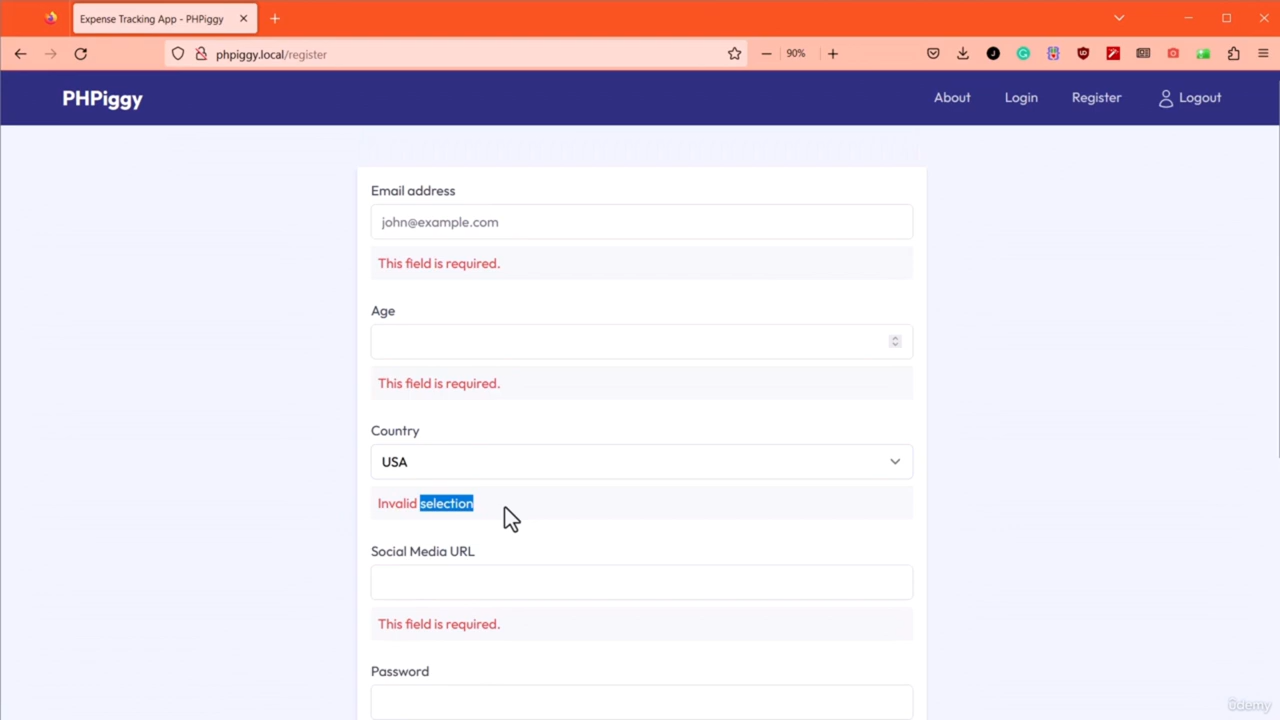 Expense Tracking App - PHPiggy
phpiggy.local/register
90%
PHPiggy
About
Login
Register
Logout
Email address
john@example.com
This field is required.
Age
This field is required.
Country
USA
Invalid selection
Social Media URL
This field is required.
Password
ûdemy